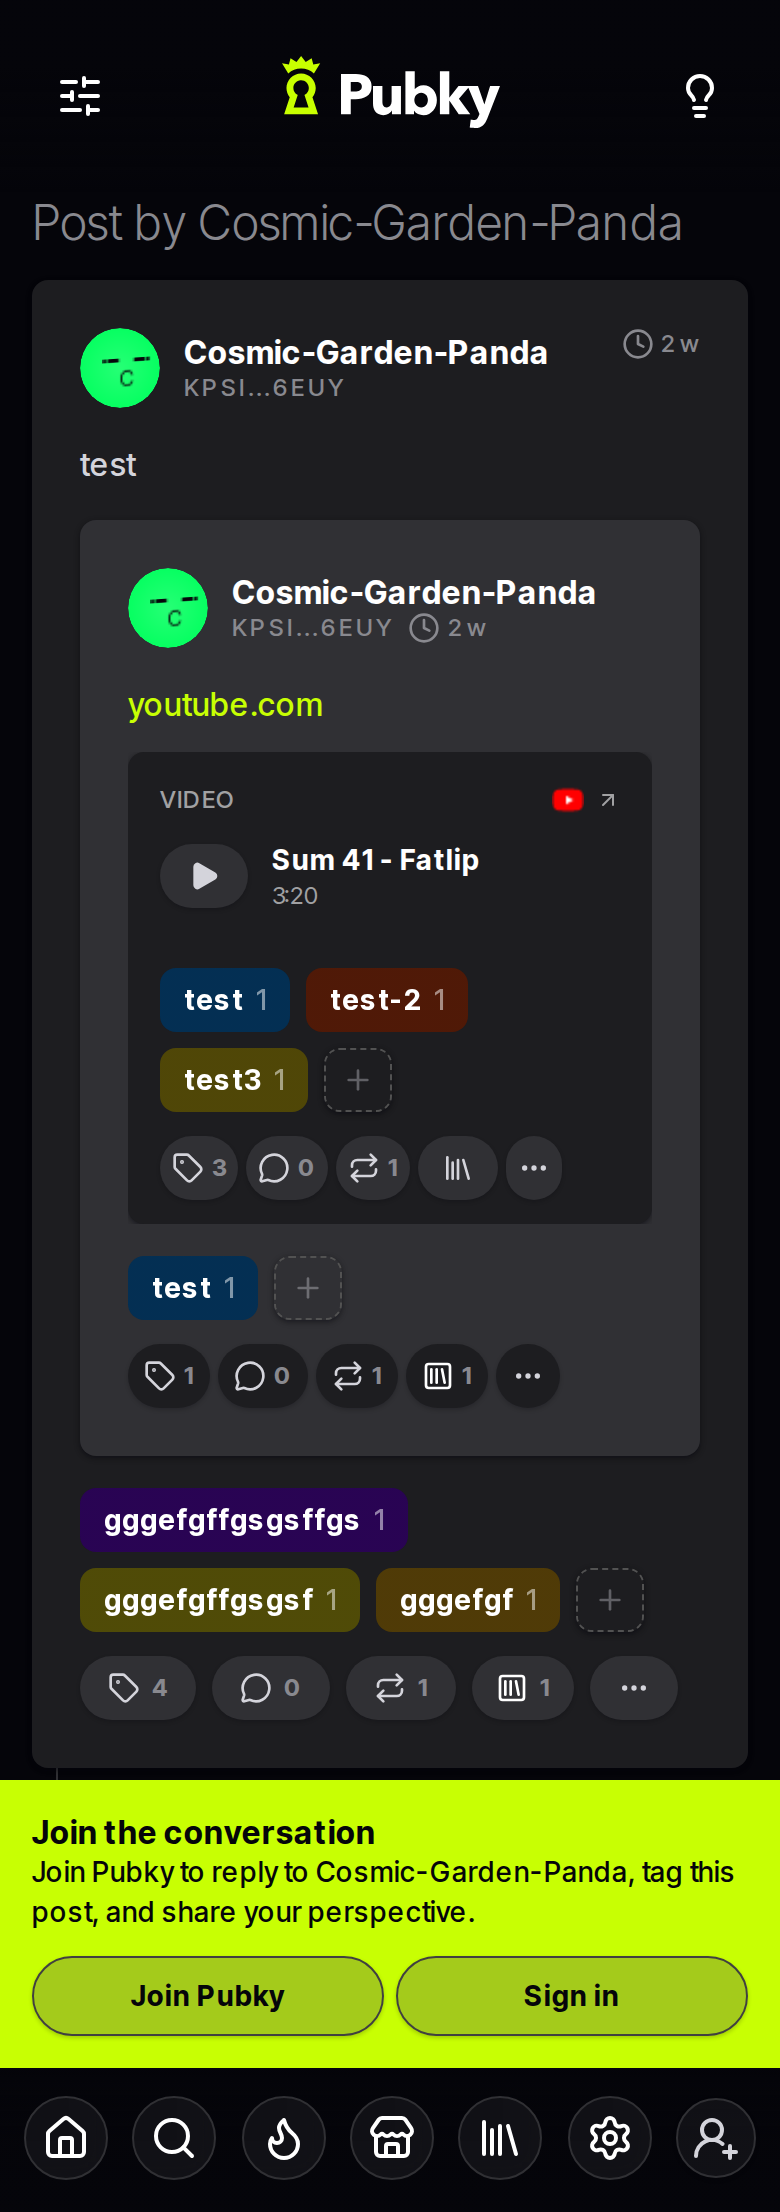 Pubky
Post by Cosmic-Garden-Panda
Cosmic-Garden-Panda
2w
KPSI...6EUY
test
Cosmic-Garden-Panda
KPSI...6EUY 2w
youtube.com
VIDEO
Sum 41 - Fatlip
3:20
test 1 test-2 1
test3 1
3 0 1
test 1
1 0 1 1
gggefgffgsgsffgs 1
gggefgffgsgsf 1 gggefgf 1
4 0 1 1
Join the conversation
Join Pubky to reply to Cosmic-Garden-Panda, tag this
post, and share your perspective.
Join Pubky Sign in